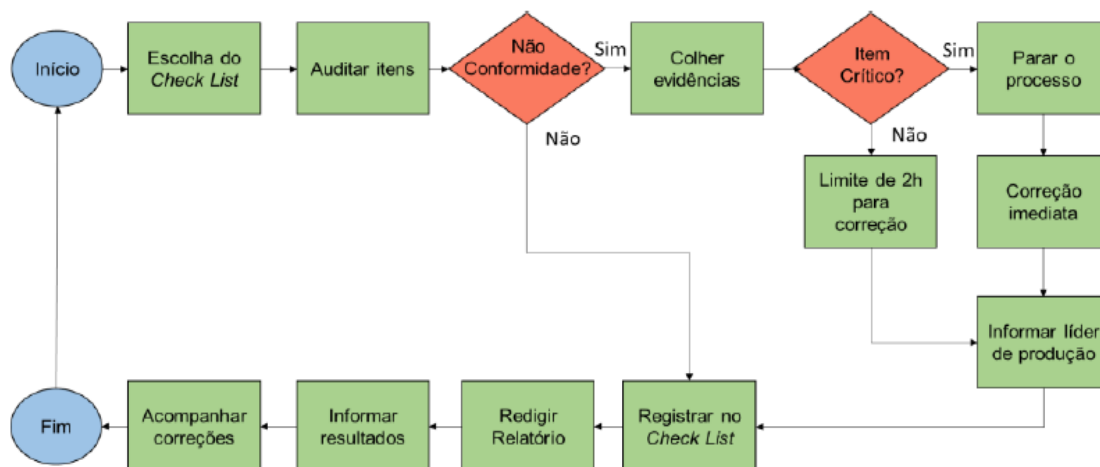 Início
Escolha do
Check List
Auditar itens
Não
Conformidade?
Sim
Não
Colher
evidências
Item
Crítico?
Sim
Não
Parar o
processo
Limite de 2h
para
correção
Correção
imediata
Informar líder
de produção
Fim
Acompanhar
correções
Informar
resultados
Redigir
Relatório
Registrar no
Check List